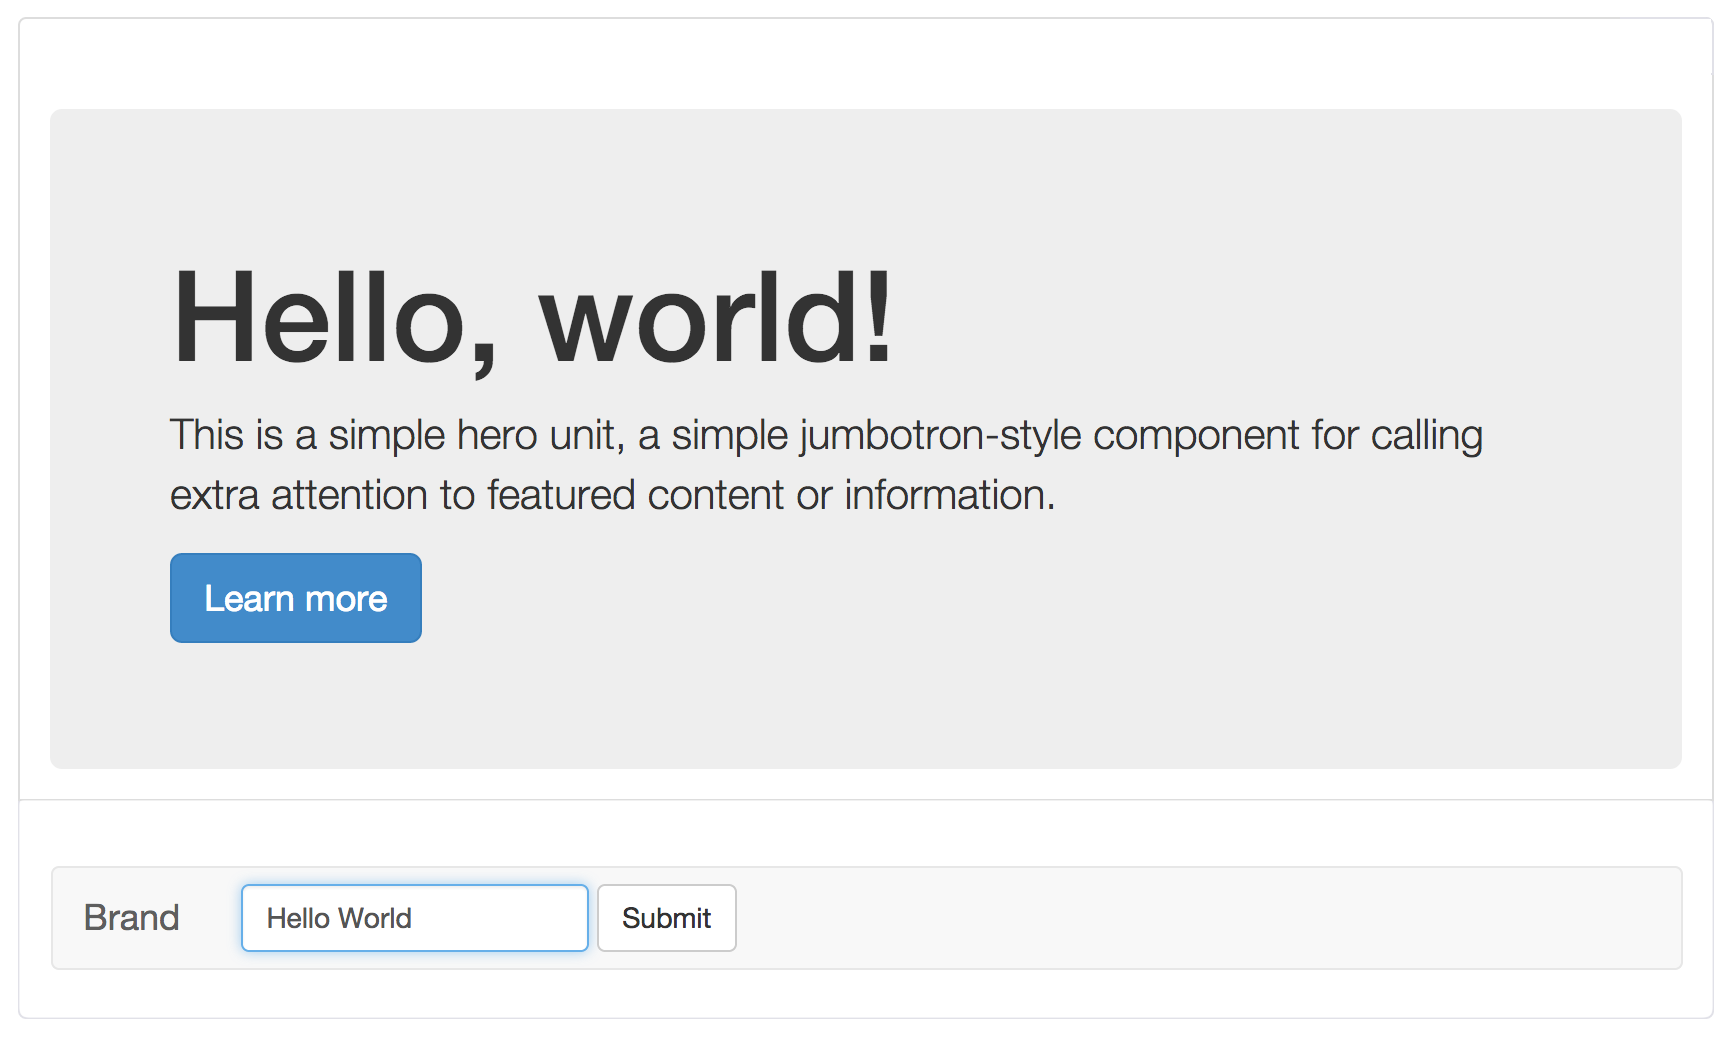 Hello, world!
This is a simple hero unit, a simple jumbotron-style component for calling
extra attention to featured content or information.
Learn more
Brand Hello World Submit